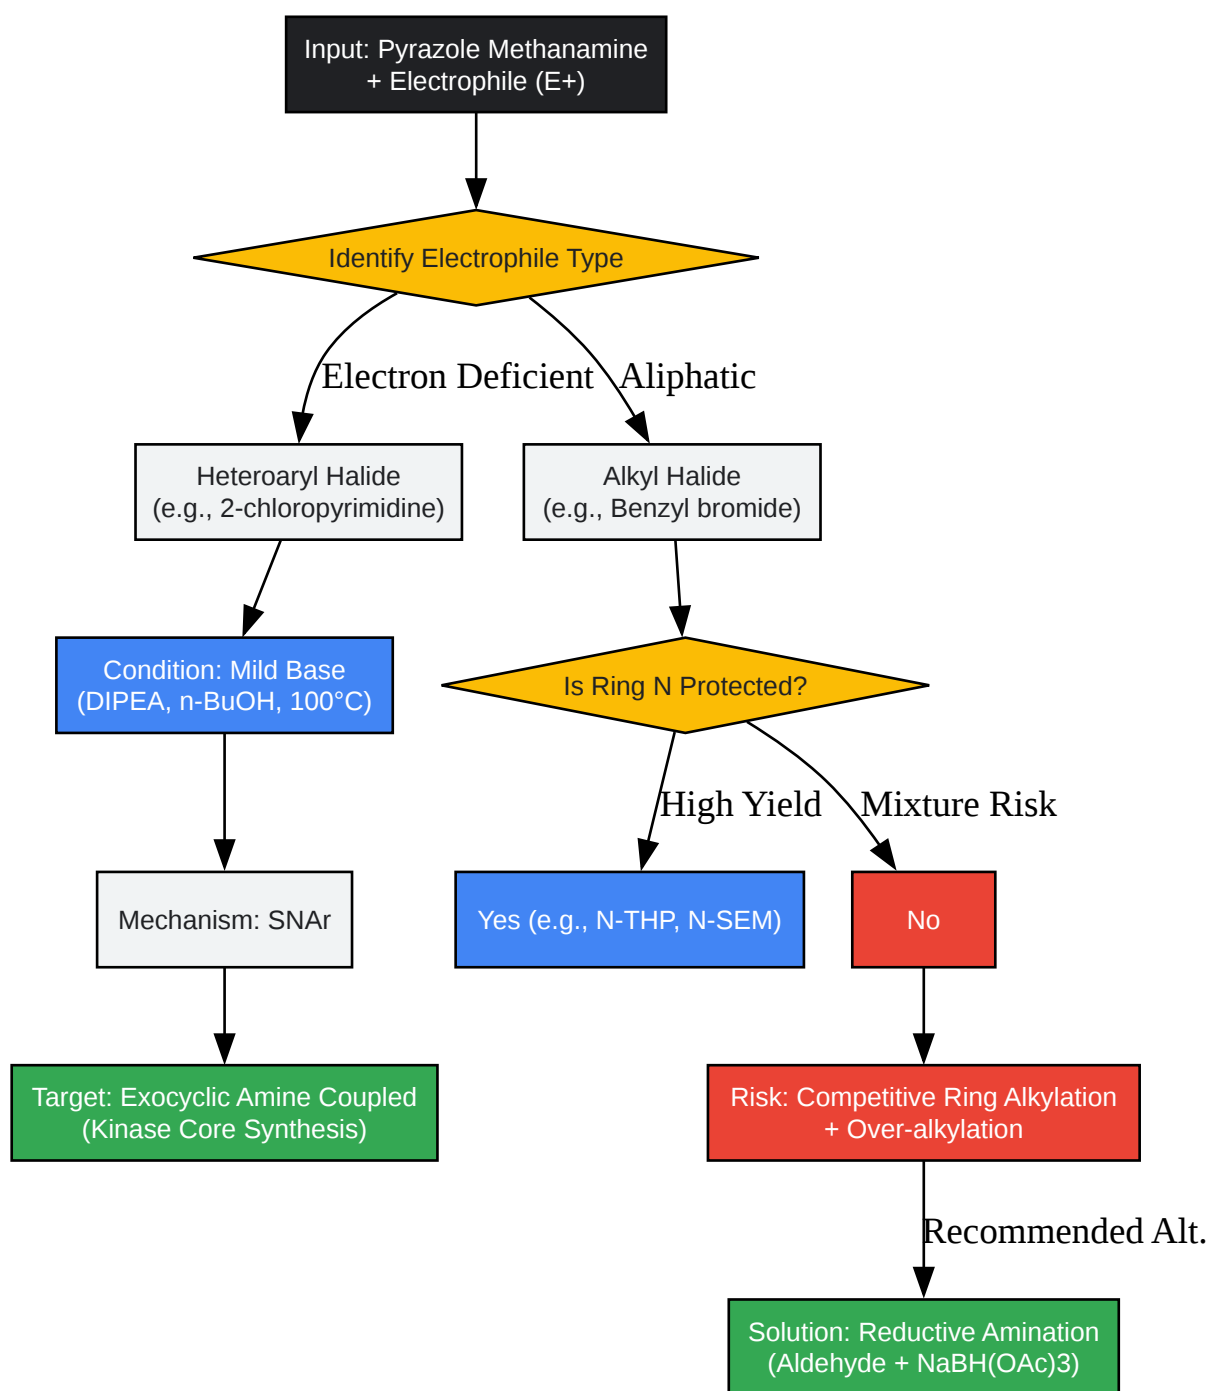 Input: Pyrazole Methanamine
+ Electrophile (E+)
Identify Electrophile Type
Electron Deficient
Aliphatic
Heteroaryl Halide
(e.g., 2-chloropyrimidine)
Alkyl Halide
(e.g., Benzyl bromide)
Condition: Mild Base
(DIPEA, n-BuOH, 100°C)
Is Ring N Protected?
High Yield
Mixture Risk
Mechanism: SNAr
Yes (e.g., N-THP, N-SEM)
No
Target: Exocyclic Amine Coupled
(Kinase Core Synthesis)
Risk: Competitive Ring Alkylation
+ Over-alkylation
Recommended Alt.
Solution: Reductive Amination
(Aldehyde + NaBH(OAc)3)